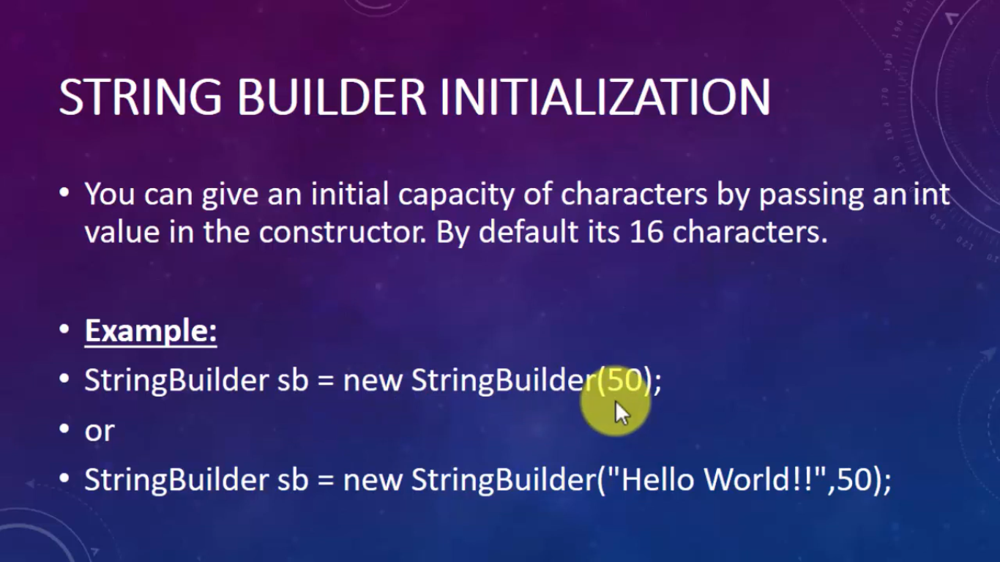 STRING BUILDER INITIALIZATION
• You can give an initial capacity of characters by passing an int
value in the constructor. By default its 16 characters.
• Example:
• StringBuilder sb = new StringBuilder(50);
• or
• StringBuilder sb = new StringBuilder("Hello World!!",50);